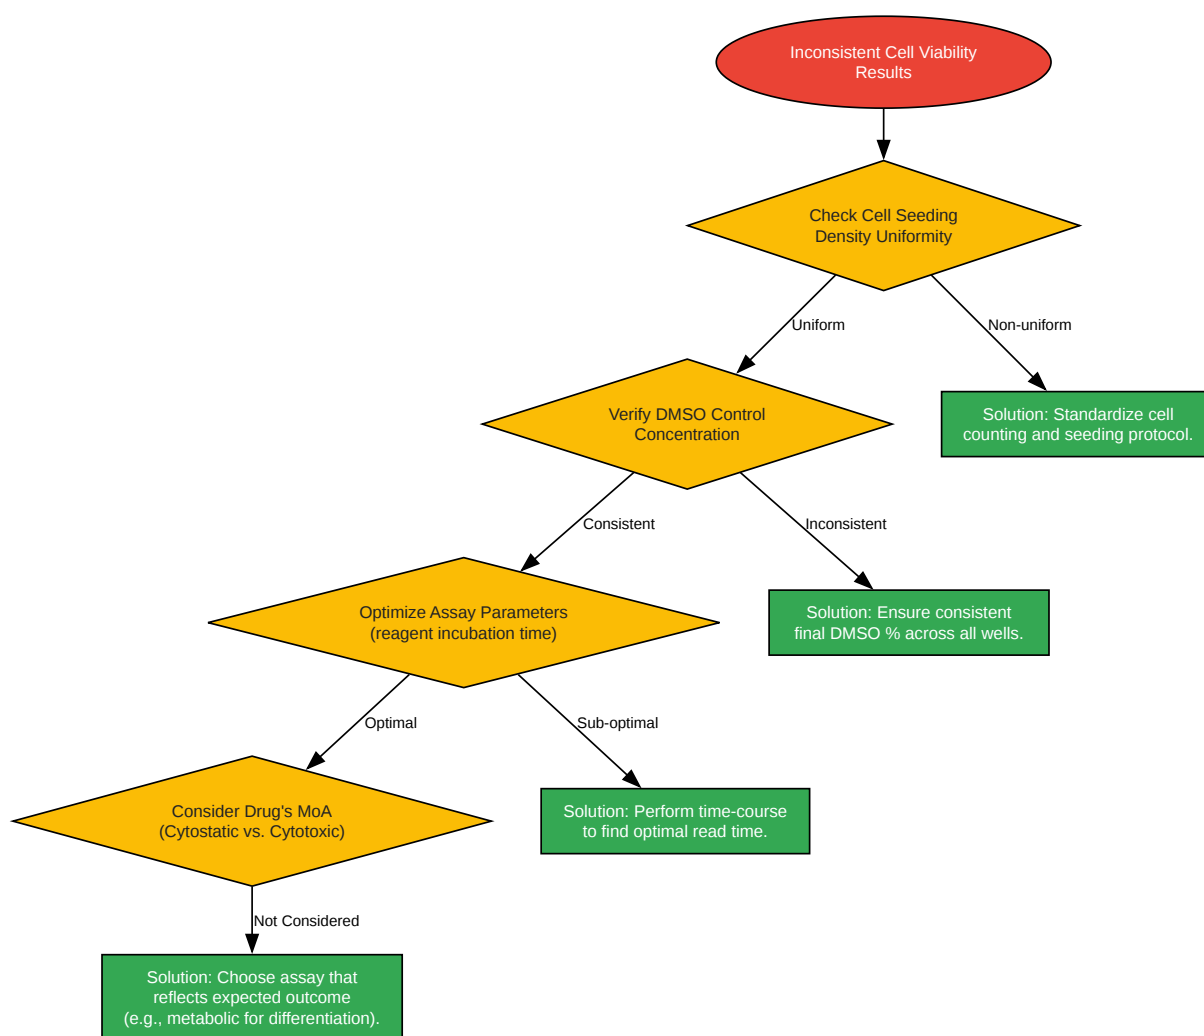 Inconsistent Cell Viability
Results
Check Cell Seeding
Density Uniformity
Uniform
Non-uniform
Verify DMSO Control
Concentration
Solution: Standardize cell
counting and seeding protocol.
Consistent
Inconsistent
Optimize Assay Parameters
(reagent incubation time)
Solution: Ensure consistent
final DMSO % across all wells.
Optimal
Sub-optimal
Consider Drug's MoA
(Cytostatic vs. Cytotoxic)
Solution: Perform time-course
to find optimal read time.
Not Considered
Solution: Choose assay that
reflects expected outcome
(e.g., metabolic for differentiation).